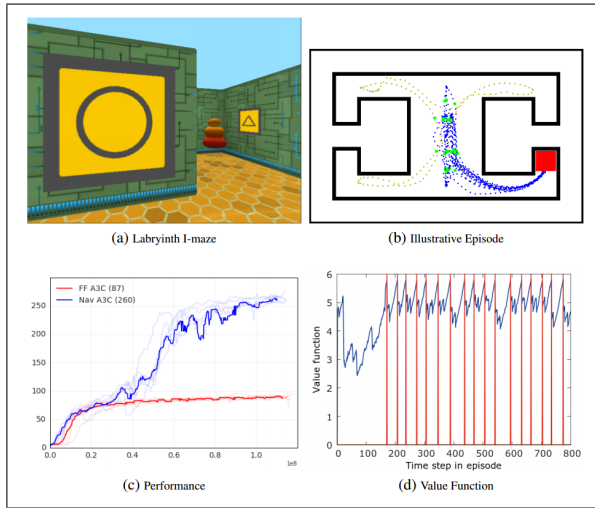 (a) Labryinth I-maze
(b) Illustrative Episode
FF A3C (87)
Nav A3C (260)
250
200
150
100
50
0
0.0 0.2 0.4 0.6 0.8 1.0
1e8
(c) Performance
Value function
6
5
4
3
2
1
0
0 100 200 300 400 500 600 700 800
Time step in episode
(d) Value Function